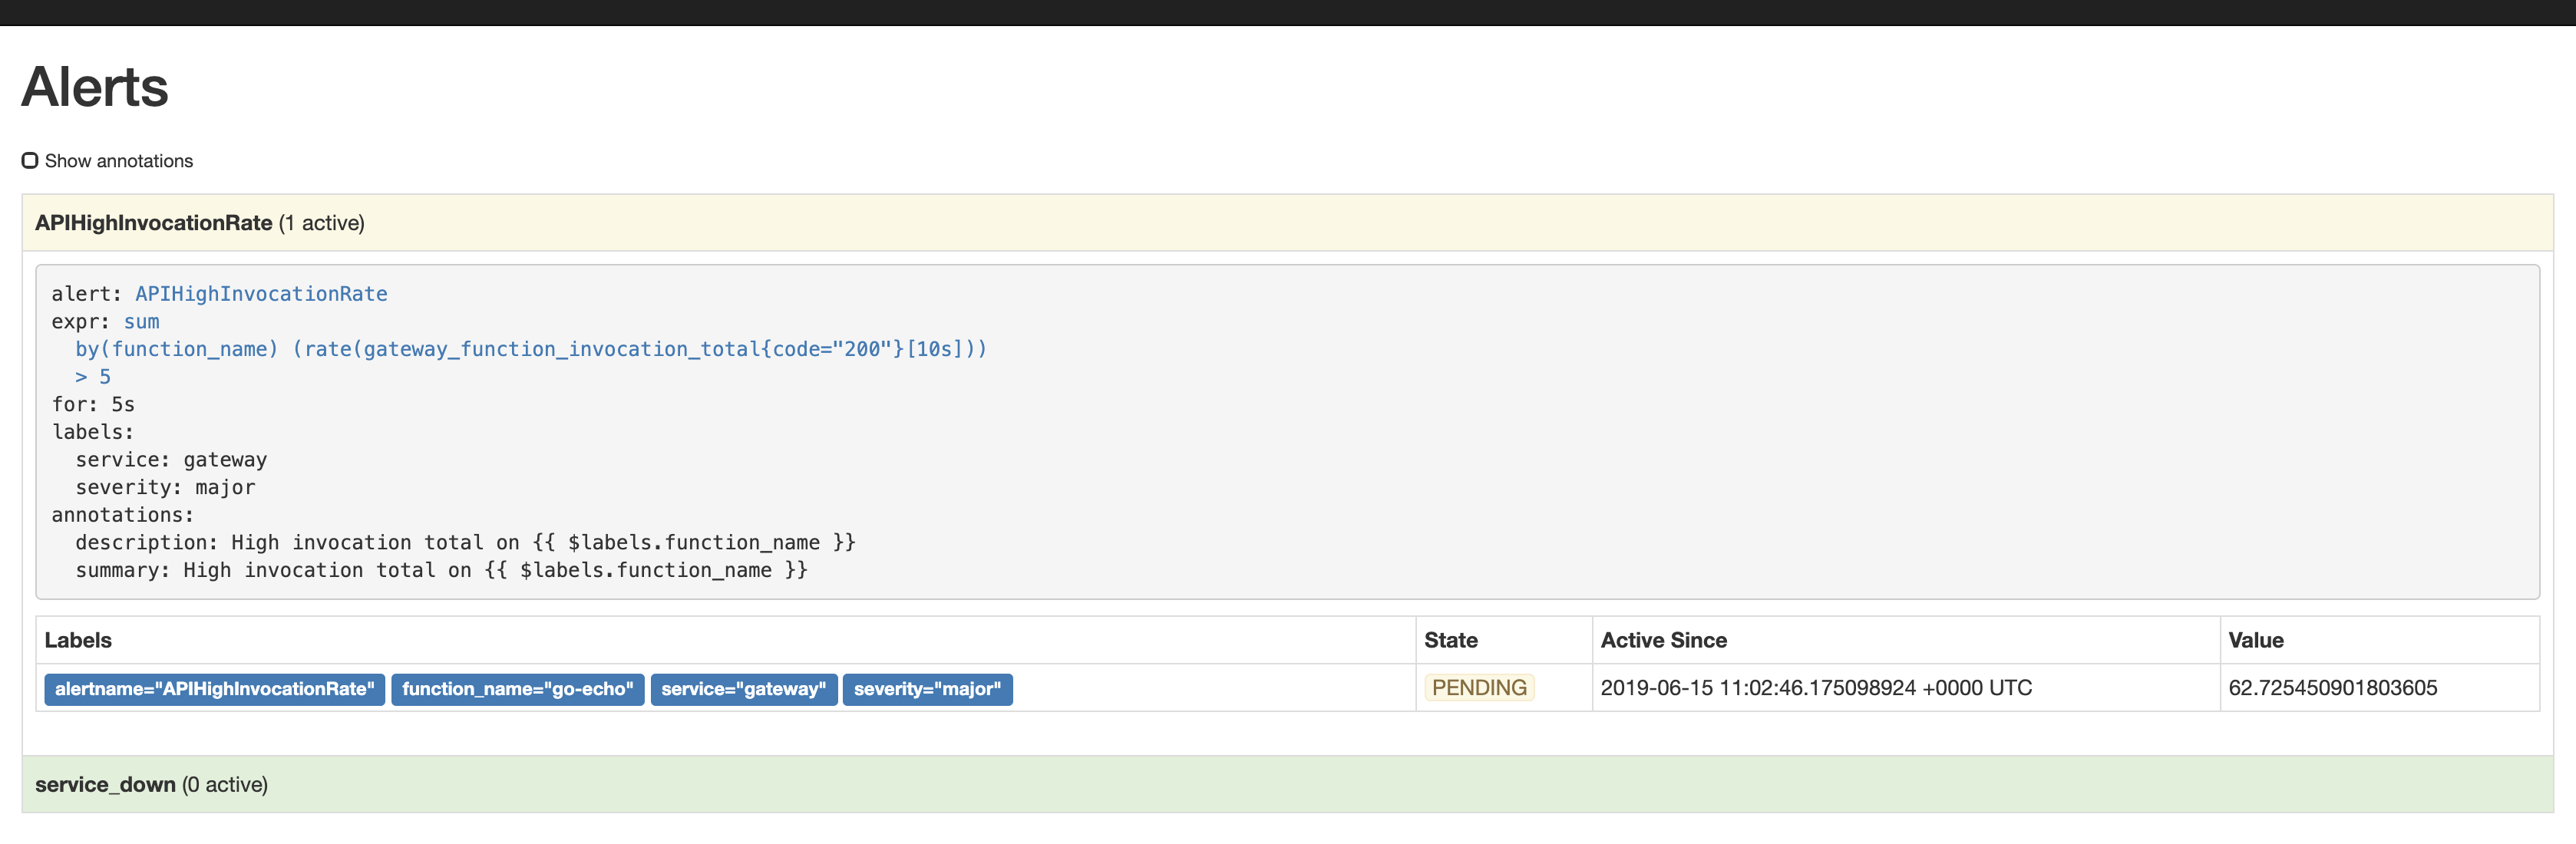 Alerts
Show annotations
APIHighInvocationRate (1 active)
alert: APIHighInvocationRate
expr: sum
  by(function_name) (rate(gateway_function_invocation_total{code="200"}[10s]))
  > 5
for: 5s
labels:
  service: gateway
  severity: major
annotations:
  description: High invocation total on {{ $labels.function_name }}
  summary: High invocation total on {{ $labels.function_name }}
Labels State Active Since Value
alertname="APIHighInvocationRate" function_name="go-echo" service="gateway" severity="major" PENDING 2019-06-15 11:02:46.175098924 +0000 UTC 62.725450901803605
service_down (0 active)